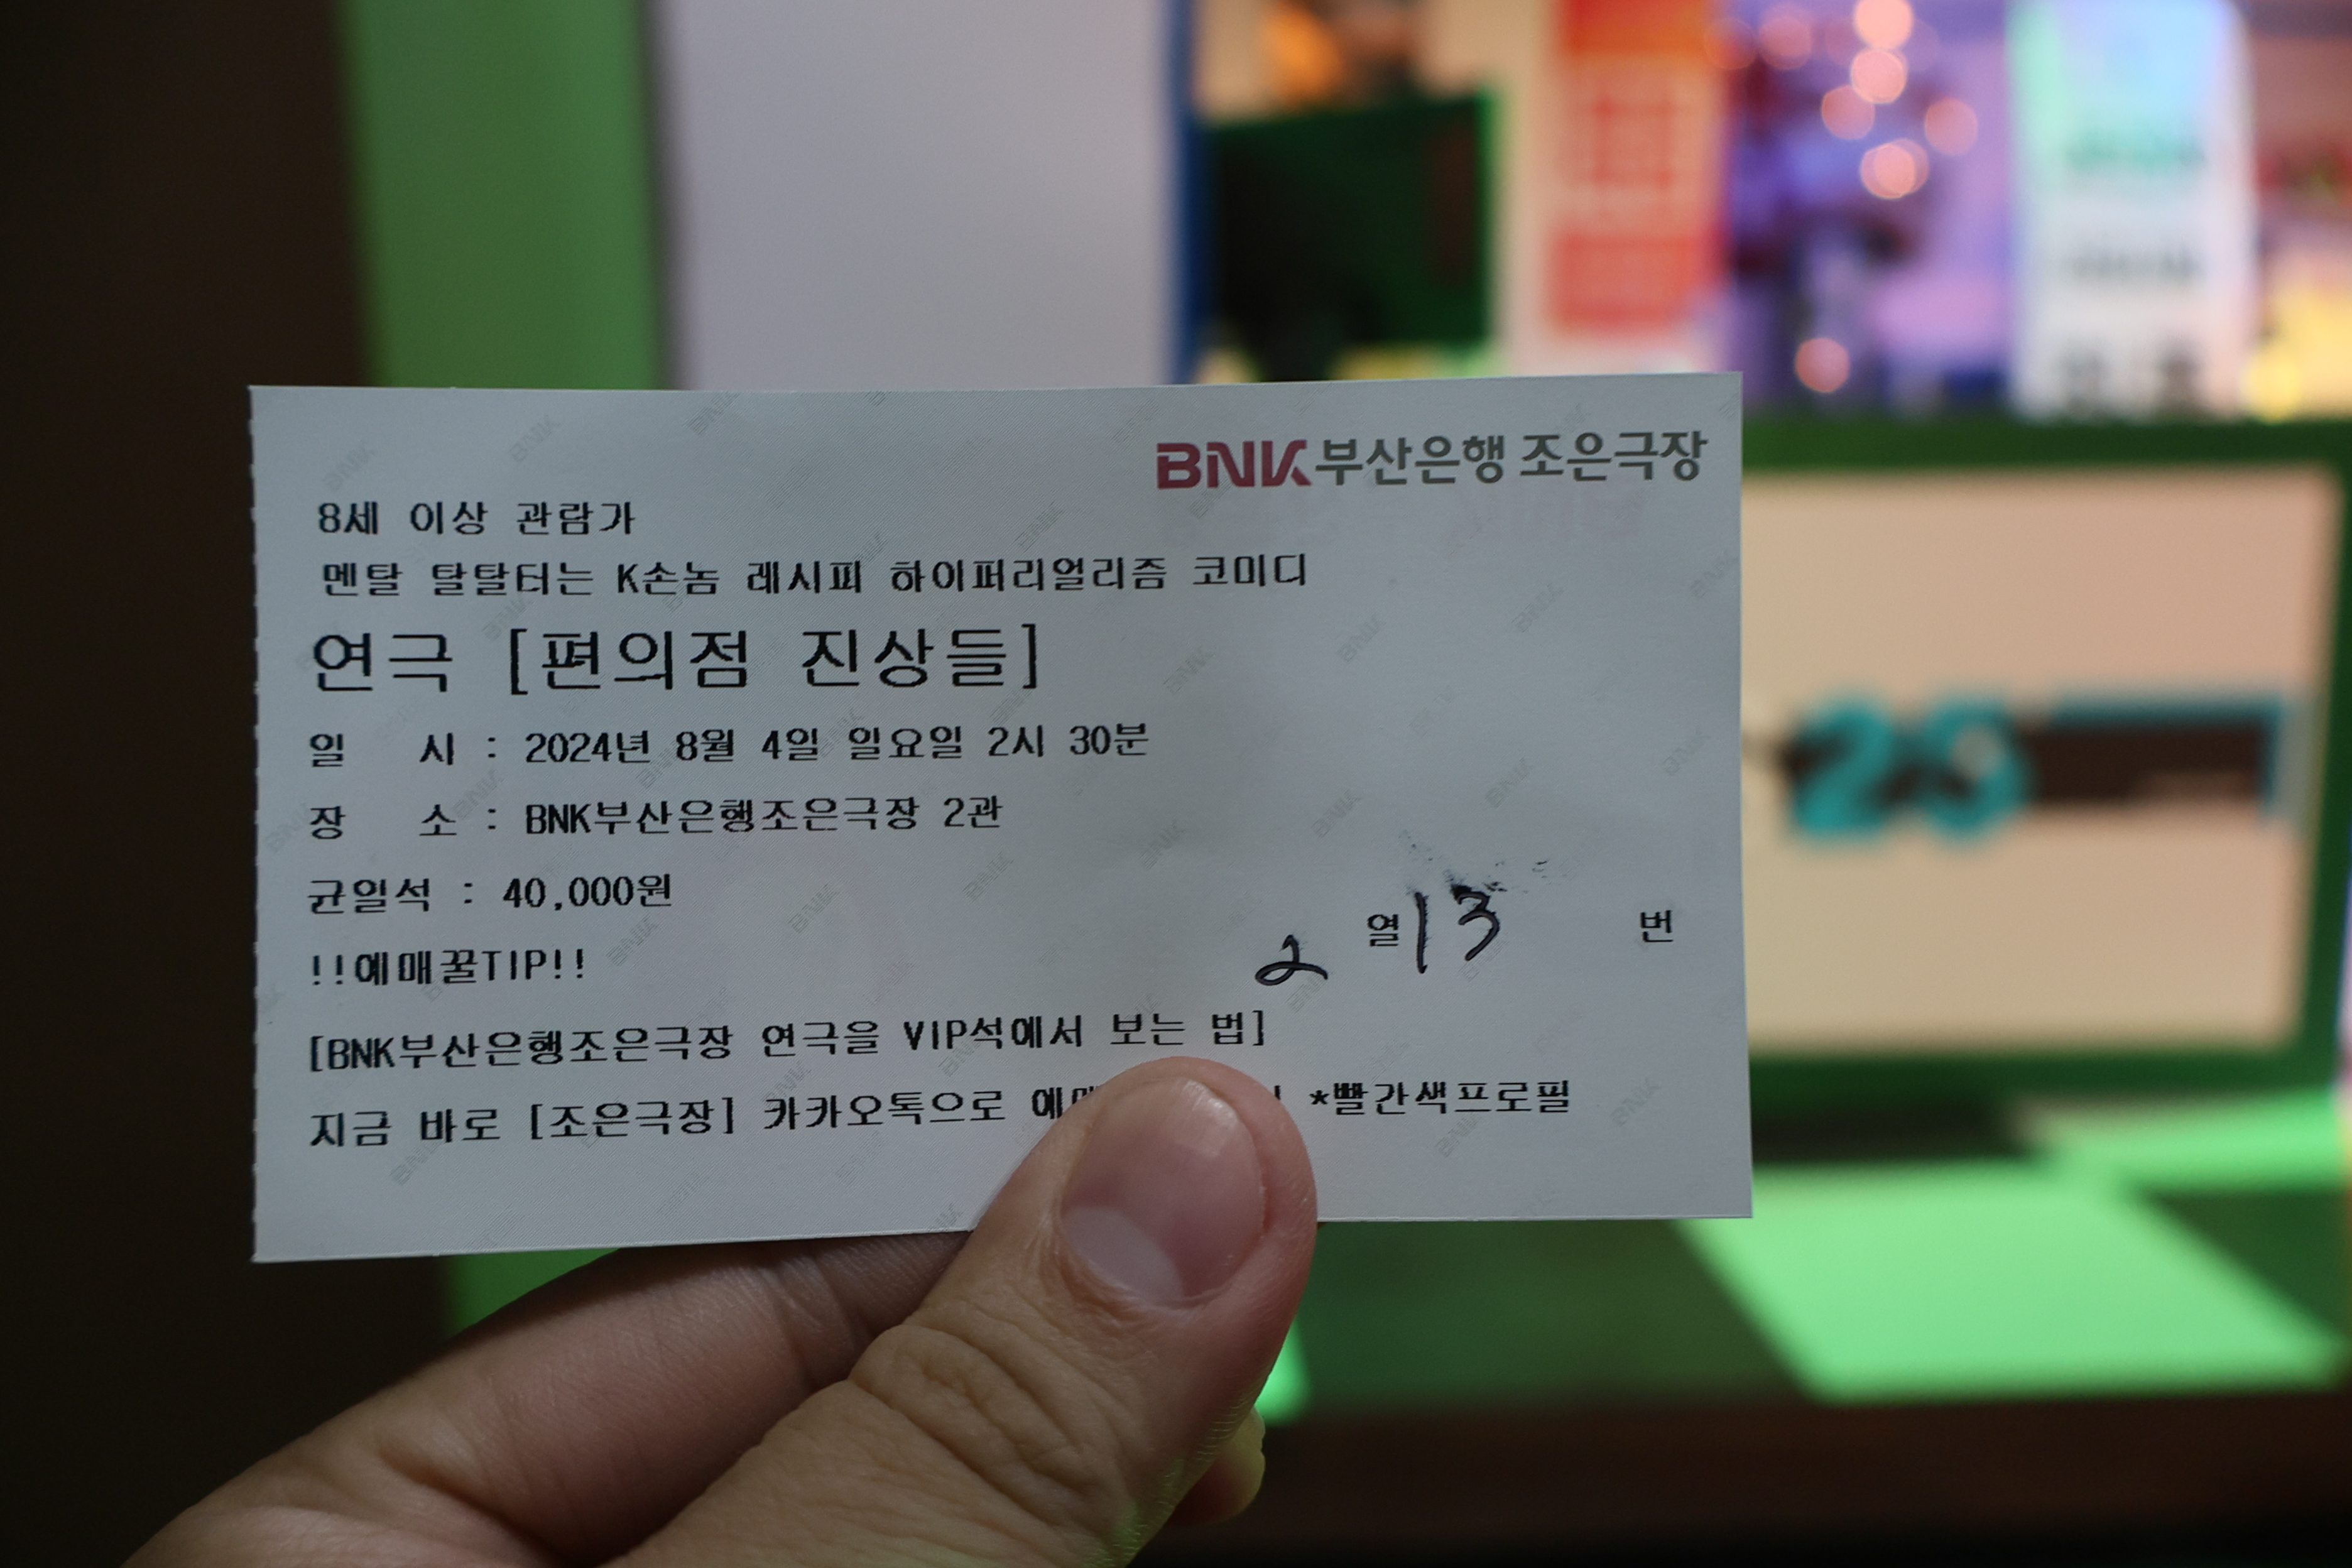 BNK부산은행 조은극장
8세 이상 관람가
멘탈 탈탈터는 K손놈 레시피 하이퍼리얼리즘 코미디
연극 [편의점 진상들]
일 시 : 2024년 8월 4일 일요일 2시 30분
장 소 : BNK부산은행조은극장 2관
균일석 : 40,000원
2 열 13 번
!!예매꿀TIP!!
[BNK부산은행조은극장 연극을 VIP석에서 보는 법]
지금 바로 [조은극장] 카카오톡으로 *빨간색프로필